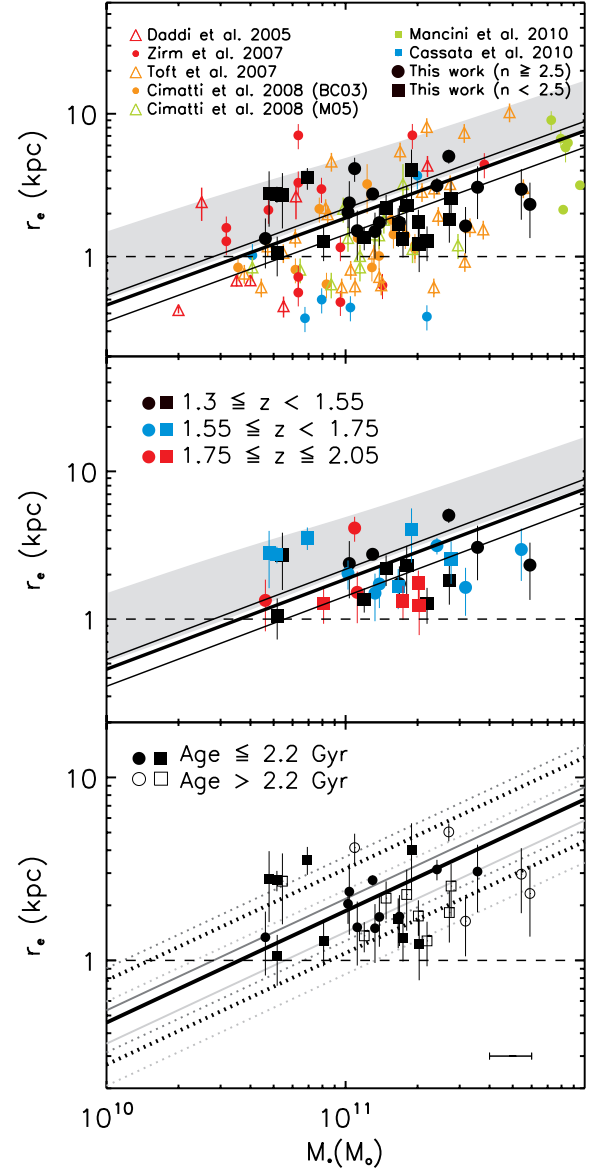 Daddi et al. 2005
Zirm et al. 2007
Toft et al. 2007
Cimatti et al. 2008 (BC03)
Cimatti et al. 2008 (M05)
Mancini et al. 2010
Cassata et al. 2010
This work (n ≧ 2.5)
This work (n < 2.5)
10
1
r_e (kpc)
1.3 ≦ z < 1.55
1.55 ≦ z < 1.75
1.75 ≦ z ≦ 2.05
10
1
r_e (kpc)
Age ≦ 2.2 Gyr
Age > 2.2 Gyr
10
1
r_e (kpc)
10^10
10^11
M_*(M_o)